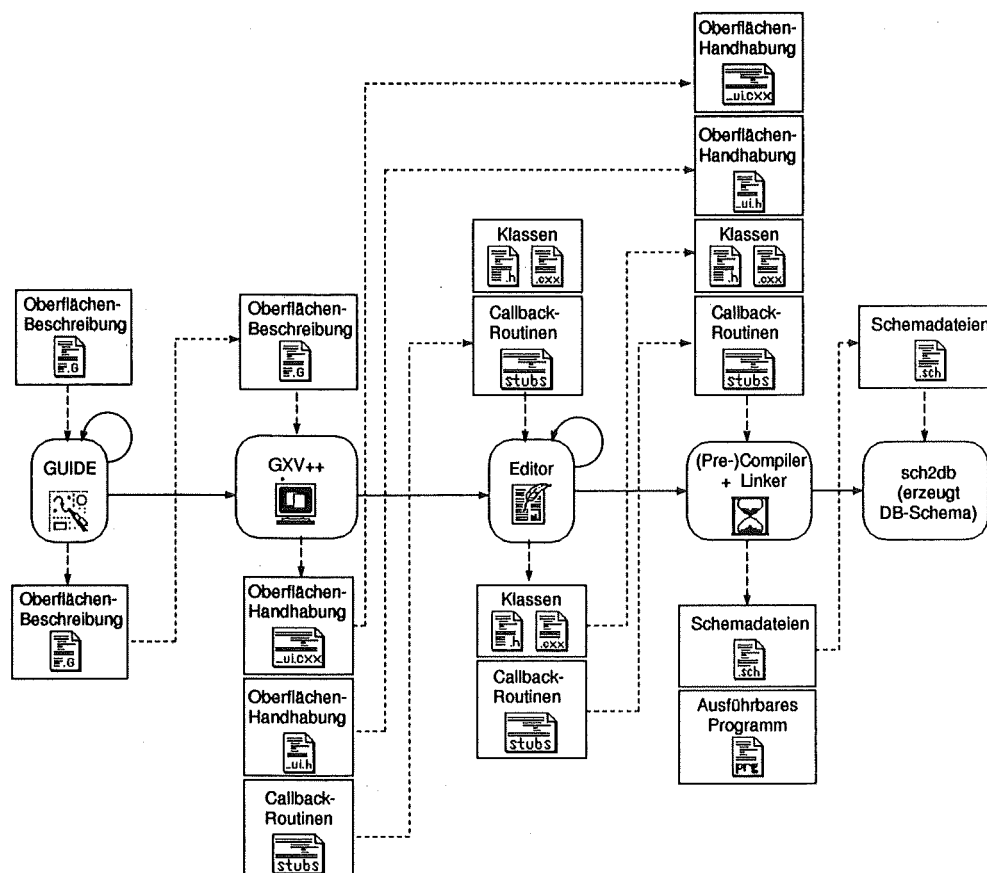 Oberflächen-
Handhabung
_ui.cxx
Oberflächen-
Handhabung
_ui.h
Klassen
.h
.cxx
Klassen
.h
.cxx
Oberflächen-
Beschreibung
.G
Oberflächen-
Beschreibung
.G
Callback-
Routinen
stubs
Callback-
Routinen
stubs
Schemadateien
.sch
GUIDE
GXV++
Editor
(Pre-)Compiler
+ Linker
sch2db
(erzeugt
DB-Schema)
Oberflächen-
Beschreibung
.G
Oberflächen-
Handhabung
_ui.cxx
Oberflächen-
Handhabung
_ui.h
Callback-
Routinen
stubs
Klassen
.h
.cxx
Callback-
Routinen
stubs
Schemadateien
.sch
Ausführbares
Programm
prg